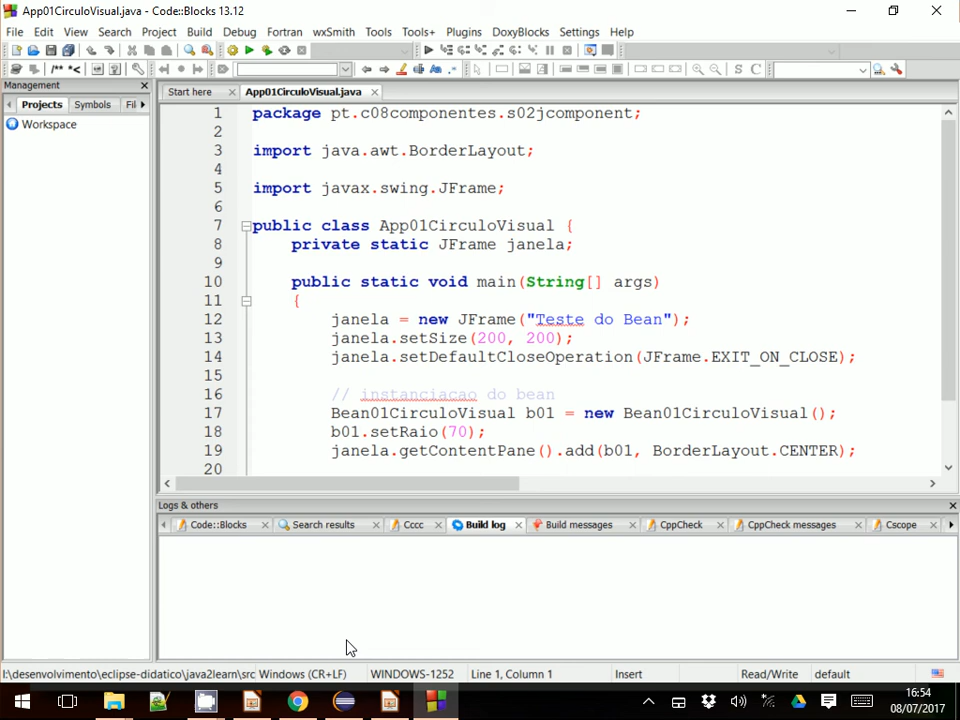 App01CirculoVisual.java - Code::Blocks 13.12
File Edit View Search Project Build Debug Fortran wxSmith Tools Tools+ Plugins DoxyBlocks Settings Help
/** *<
S C
Management
Projects Symbols Fil
Workspace
Start here App01CirculoVisual.java
1 package pt.c08componentes.s02jcomponent;
2
3 import java.awt.BorderLayout;
4
5 import javax.swing.JFrame;
6
7 public class App01CirculoVisual {
8 private static JFrame janela;
9
10 public static void main(String[] args)
11 {
12 janela = new JFrame("Teste do Bean");
13 janela.setSize(200, 200);
14 janela.setDefaultCloseOperation(JFrame.EXIT_ON_CLOSE);
15
16 // instanciacao do bean
17 Bean01CirculoVisual b01 = new Bean01CirculoVisual();
18 b01.setRaio(70);
19 janela.getContentPane().add(b01, BorderLayout.CENTER);
20
Logs & others
Code::Blocks Search results Cccc Build log Build messages CppCheck CppCheck messages Cscope
I:\desenvolvimento\eclipse-didatico\java2learn\src Windows (CR+LF) WINDOWS-1252 Line 1, Column 1 Insert Read/Write default
16:54
08/07/2017